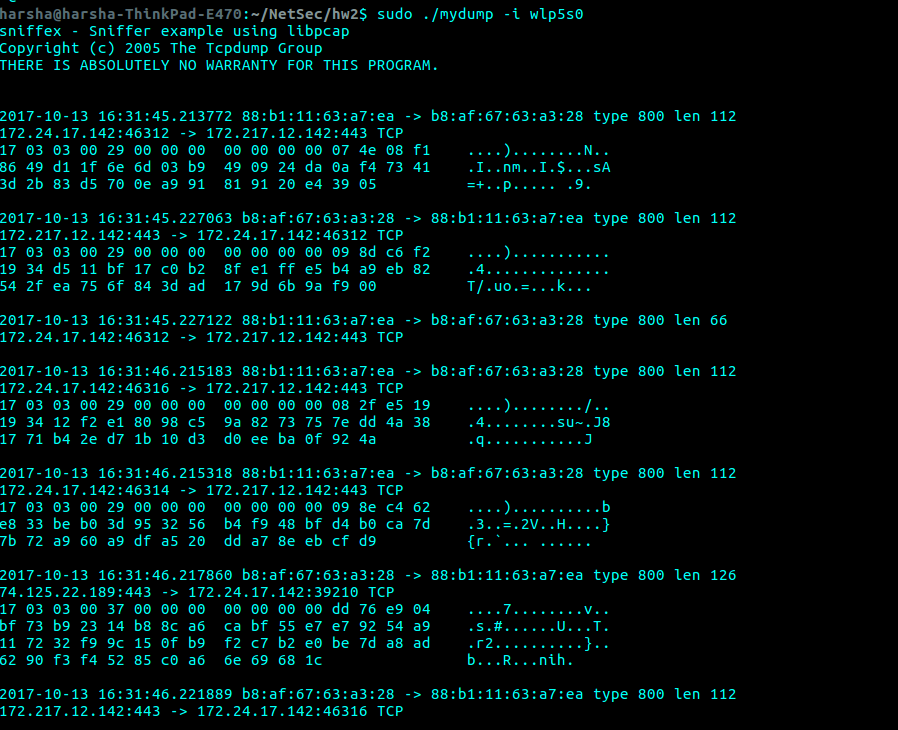 harsha@harsha-ThinkPad-E470:~/NetSec/hw2$ sudo ./mydump -i wlp5s0
sniffex - Sniffer example using libpcap
Copyright (c) 2005 The Tcpdump Group
THERE IS ABSOLUTELY NO WARRANTY FOR THIS PROGRAM.
2017-10-13 16:31:45.213772 88:b1:11:63:a7:ea -> b8:af:67:63:a3:28 type 800 len 112
172.24.17.142:46312 -> 172.217.12.142:443 TCP
17 03 03 00 29 00 00 00  00 00 00 00 07 4e 08 f1    ....)........N..
86 49 d1 1f 6e 6d 03 b9  49 09 24 da 0a f4 73 41    .I..nm..I.$...sA
3d 2b 83 d5 70 0e a9 91  81 91 20 e4 39 05          =+..p..... .9.
2017-10-13 16:31:45.227063 b8:af:67:63:a3:28 -> 88:b1:11:63:a7:ea type 800 len 112
172.217.12.142:443 -> 172.24.17.142:46312 TCP
17 03 03 00 29 00 00 00  00 00 00 00 09 8d c6 f2    ....)...........
19 34 d5 11 bf 17 c0 b2  8f e1 ff e5 b4 a9 eb 82    .4..............
54 2f ea 75 6f 84 3d ad  17 9d 6b 9a f9 00          T/.uo.=...k...
2017-10-13 16:31:45.227122 88:b1:11:63:a7:ea -> b8:af:67:63:a3:28 type 800 len 66
172.24.17.142:46312 -> 172.217.12.142:443 TCP
2017-10-13 16:31:46.215183 88:b1:11:63:a7:ea -> b8:af:67:63:a3:28 type 800 len 112
172.24.17.142:46316 -> 172.217.12.142:443 TCP
17 03 03 00 29 00 00 00  00 00 00 00 08 2f e5 19    ....)......../..
19 34 12 f2 e1 80 98 c5  9a 82 73 75 7e dd 4a 38    .4........su~.J8
17 71 b4 2e d7 1b 10 d3  d0 ee ba 0f 92 4a          .q...........J
2017-10-13 16:31:46.215318 88:b1:11:63:a7:ea -> b8:af:67:63:a3:28 type 800 len 112
172.24.17.142:46314 -> 172.217.12.142:443 TCP
17 03 03 00 29 00 00 00  00 00 00 00 09 8e c4 62    ....)..........b
e8 33 be b0 3d 95 32 56  b4 f9 48 bf d4 b0 ca 7d    .3..=.2V..H....}
7b 72 a9 60 a9 df a5 20  dd a7 8e eb cf d9          {r.`... ......
2017-10-13 16:31:46.217860 b8:af:67:63:a3:28 -> 88:b1:11:63:a7:ea type 800 len 126
74.125.22.189:443 -> 172.24.17.142:39210 TCP
17 03 03 00 37 00 00 00  00 00 00 00 dd 76 e9 04    ....7........v..
bf 73 b9 23 14 b8 8c a6  ca bf 55 e7 e7 92 54 a9    .s.#......U...T.
11 72 32 f9 9c 15 0f b9  f2 c7 b2 e0 be 7d a8 ad    .r2..........}..
62 90 f3 f4 52 85 c0 a6  6e 69 68 1c                b...R...nih.
2017-10-13 16:31:46.221889 b8:af:67:63:a3:28 -> 88:b1:11:63:a7:ea type 800 len 112
172.217.12.142:443 -> 172.24.17.142:46316 TCP